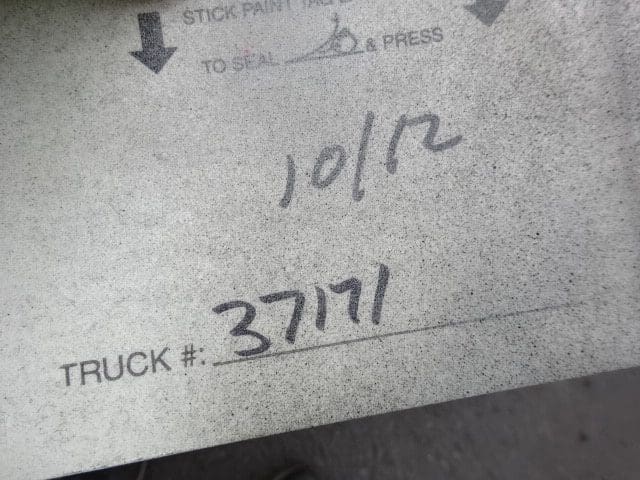 STICK PAINT
TO SEAL & PRESS
10/12
TRUCK #: 37171